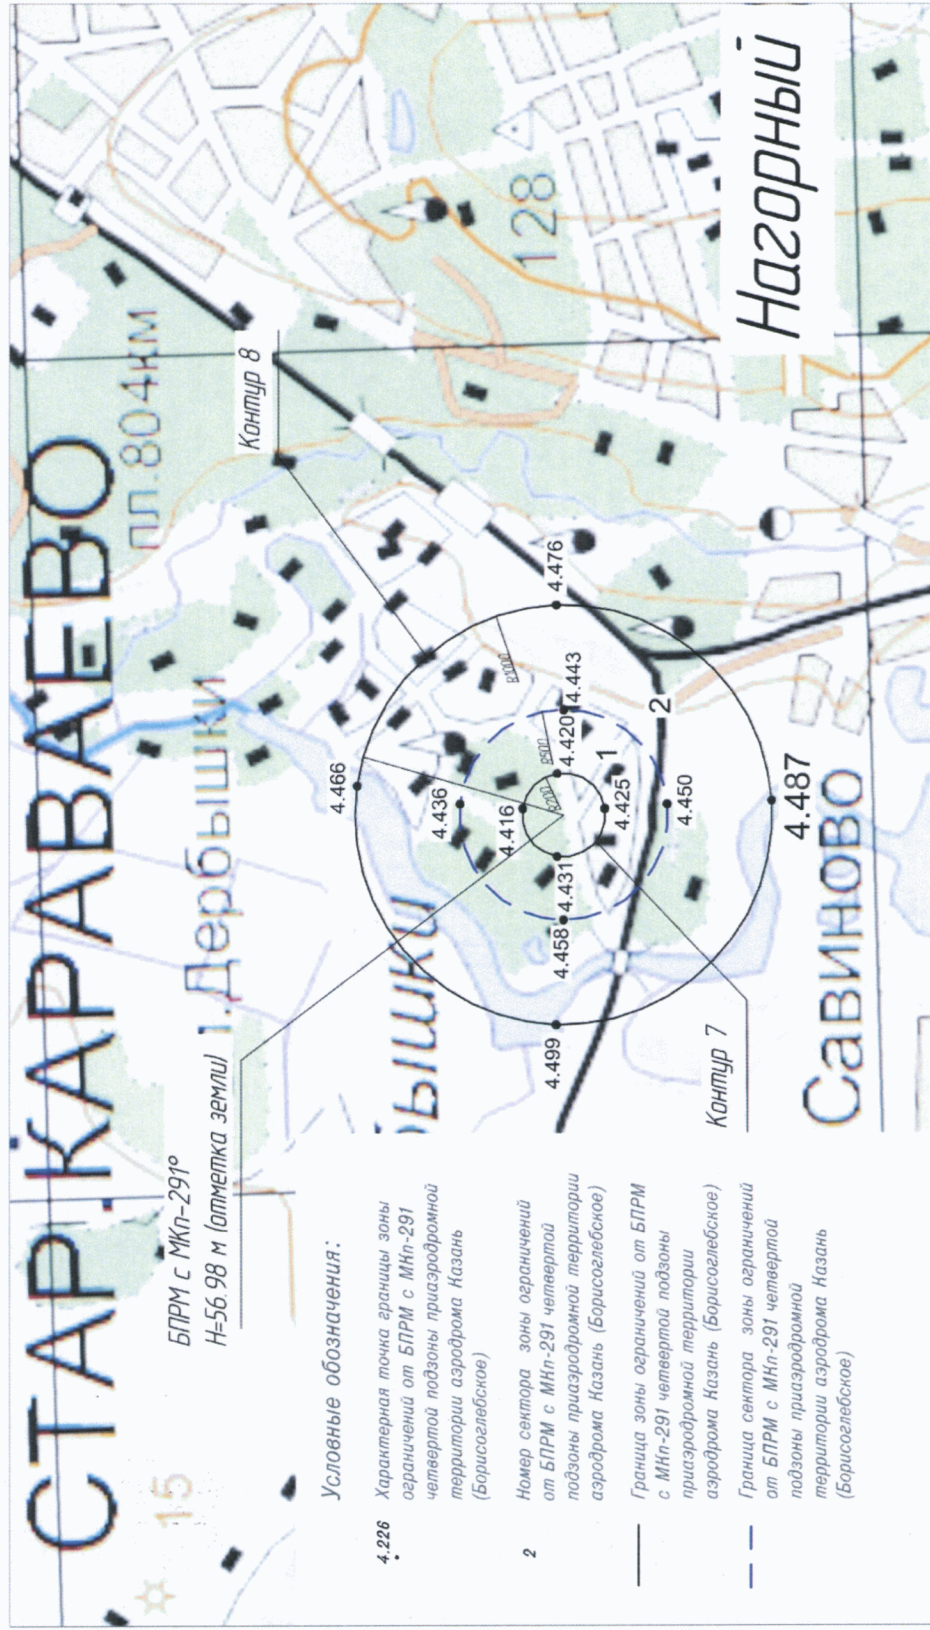 СТАР. КАРАВАЕВО
пл.804км
1.Дербышки
бышки
Нагорный
128
15
Савиново
Контур 8
Контур 7
БПРМ с МКп-291°
Н=56.98 м (отметка земли)
4.466
4.436
4.416
4.476
4.443
4.420
4.425
4.431
4.450
4.458
4.487
4.499
1
2
R1000
R500
R200
Условные обозначения:
4.226
Характерная точка границы зоны
ограничений от БПРМ с МКп-291
четвертой подзоны приаэродромной
территории аэродрома Казань
(Борисоглебское)
2
Номер сектора зоны ограничений
от БПРМ с МКп-291 четвертой
подзоны приаэродромной территории
аэродрома Казань (Борисоглебское)
Граница зоны ограничений от БПРМ
с МКп-291 четвертой подзоны
приаэродромной территории
аэродрома Казань (Борисоглебское)
Граница сектора зоны ограничений
от БПРМ с МКп-291 четвертой
подзоны приаэродромной
территории аэродрома Казань
(Борисоглебское)